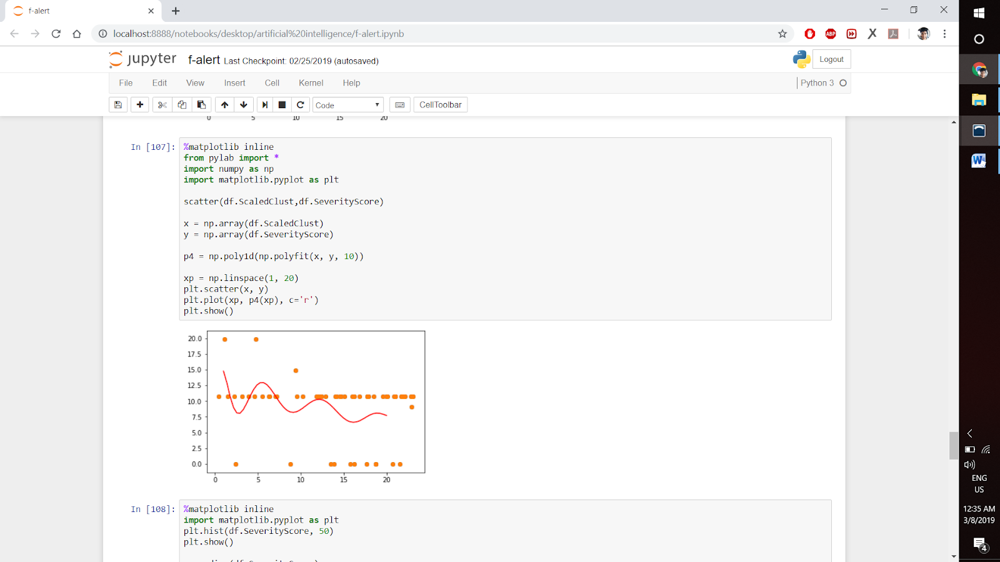 f-alert
localhost:8888/notebooks/desktop/artificial%20intelligence/f-alert.ipynb
ABP
jupyter f-alert Last Checkpoint: 02/25/2019 (autosaved)
Logout
File Edit View Insert Cell Kernel Help
Python 3
Code
CellToolbar
0 5 10 15 20
In [107]:
%matplotlib inline
from pylab import *
import numpy as np
import matplotlib.pyplot as plt
scatter(df.ScaledClust,df.SeverityScore)
x = np.array(df.ScaledClust)
y = np.array(df.SeverityScore)
p4 = np.poly1d(np.polyfit(x, y, 10))
xp = np.linspace(1, 20)
plt.scatter(x, y)
plt.plot(xp, p4(xp), c='r')
plt.show()
20.0
17.5
15.0
12.5
10.0
7.5
5.0
2.5
0.0
0 5 10 15 20
In [108]:
%matplotlib inline
import matplotlib.pyplot as plt
plt.hist(df.SeverityScore, 50)
plt.show()
W
ENG
US
12:35 AM
3/8/2019
4